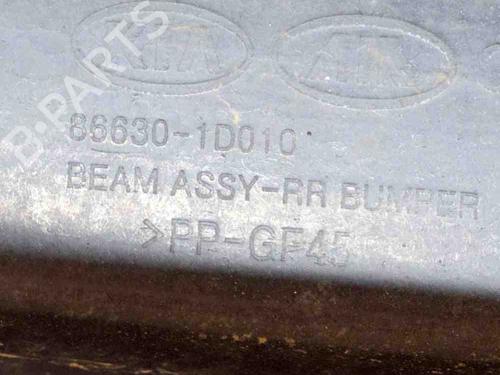 KIA KIA
86630-1D010
BEAM ASSY-RR BUMPER
>PP-GF45
B-PARTS